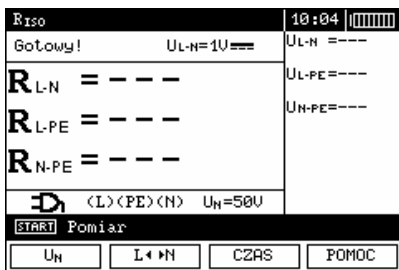 RISO 10:04
Gotowy! UL-N=1V UL-N =---
RL-N =--- UL-PE=---
RL-PE =--- UN-PE=---
RN-PE =---
(L)(PE)(N) UN=50V
START Pomiar
UN L◄►N CZAS POMOC